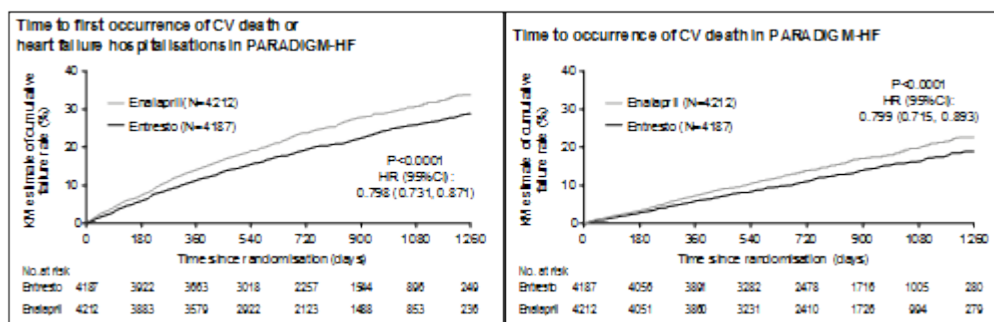 Time to first occurrence of CV death or
heart failure hospitalisations in PARADIGM-HF
KM estimate of cumulative
failure rate (%)
40
30
20
10
0
Enalapril (N=4212)
Entresto (N=4187)
P<0.0001
HR (95%CI):
0.798 (0.731, 0.871)
0 180 360 540 720 900 1080 1260
Time since randomisation (days)
No. at risk
Entresto 4187 3922 3663 3018 2257 1544 896 249
Enalapril 4212 3883 3579 2922 2123 1488 853 236
Time to occurrence of CV death in PARADIGM-HF
KM estimate of cumulative
failure rate (%)
40
30
20
10
0
Enalapril (N=4212)
Entresto (N=4187)
P<0.0001
HR (95%CI):
0.799 (0.715, 0.893)
0 180 360 540 720 900 1080 1260
Time since randomisation (days)
No. at risk
Entresto 4187 4056 3891 3282 2478 1716 1005 280
Enalapril 4212 4051 3860 3231 2410 1726 994 279